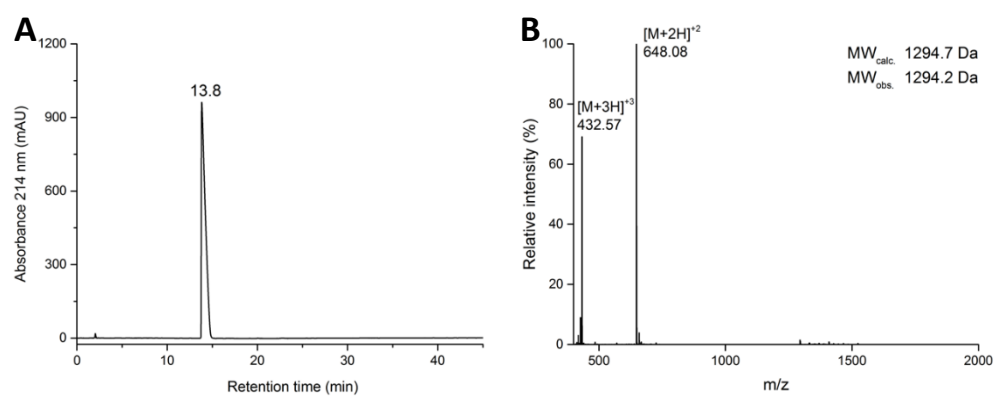 A
1200
900
600
300
0
Absorbance 214 nm (mAU)
13.8
0
10
20
30
40
Retention time (min)
B
100
80
60
40
20
0
Relative intensity (%)
[M+2H]+2
648.08
[M+3H]+3
432.57
MWcalc. 1294.7 Da
MWobs. 1294.2 Da
500
1000
1500
2000
m/z